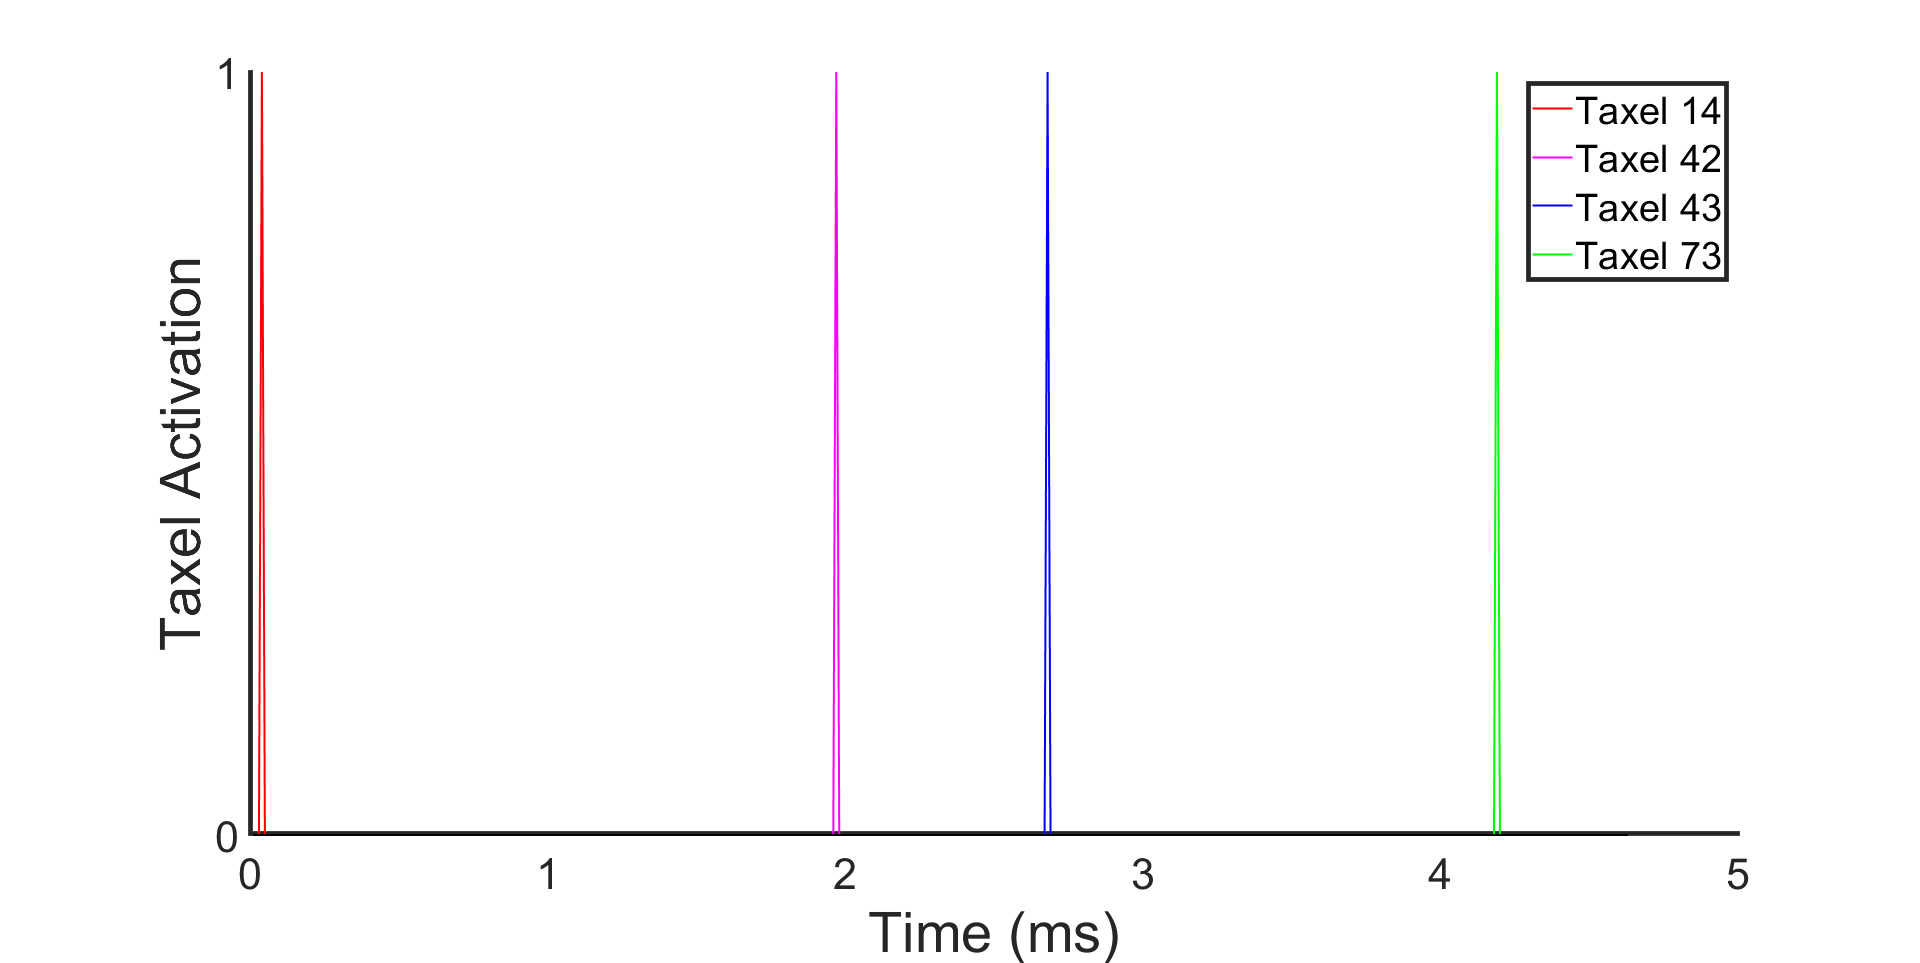 1
Taxel 14
Taxel 42
Taxel 43
Taxel 73
Taxel Activation
0
0 1 2 3 4 5
Time (ms)